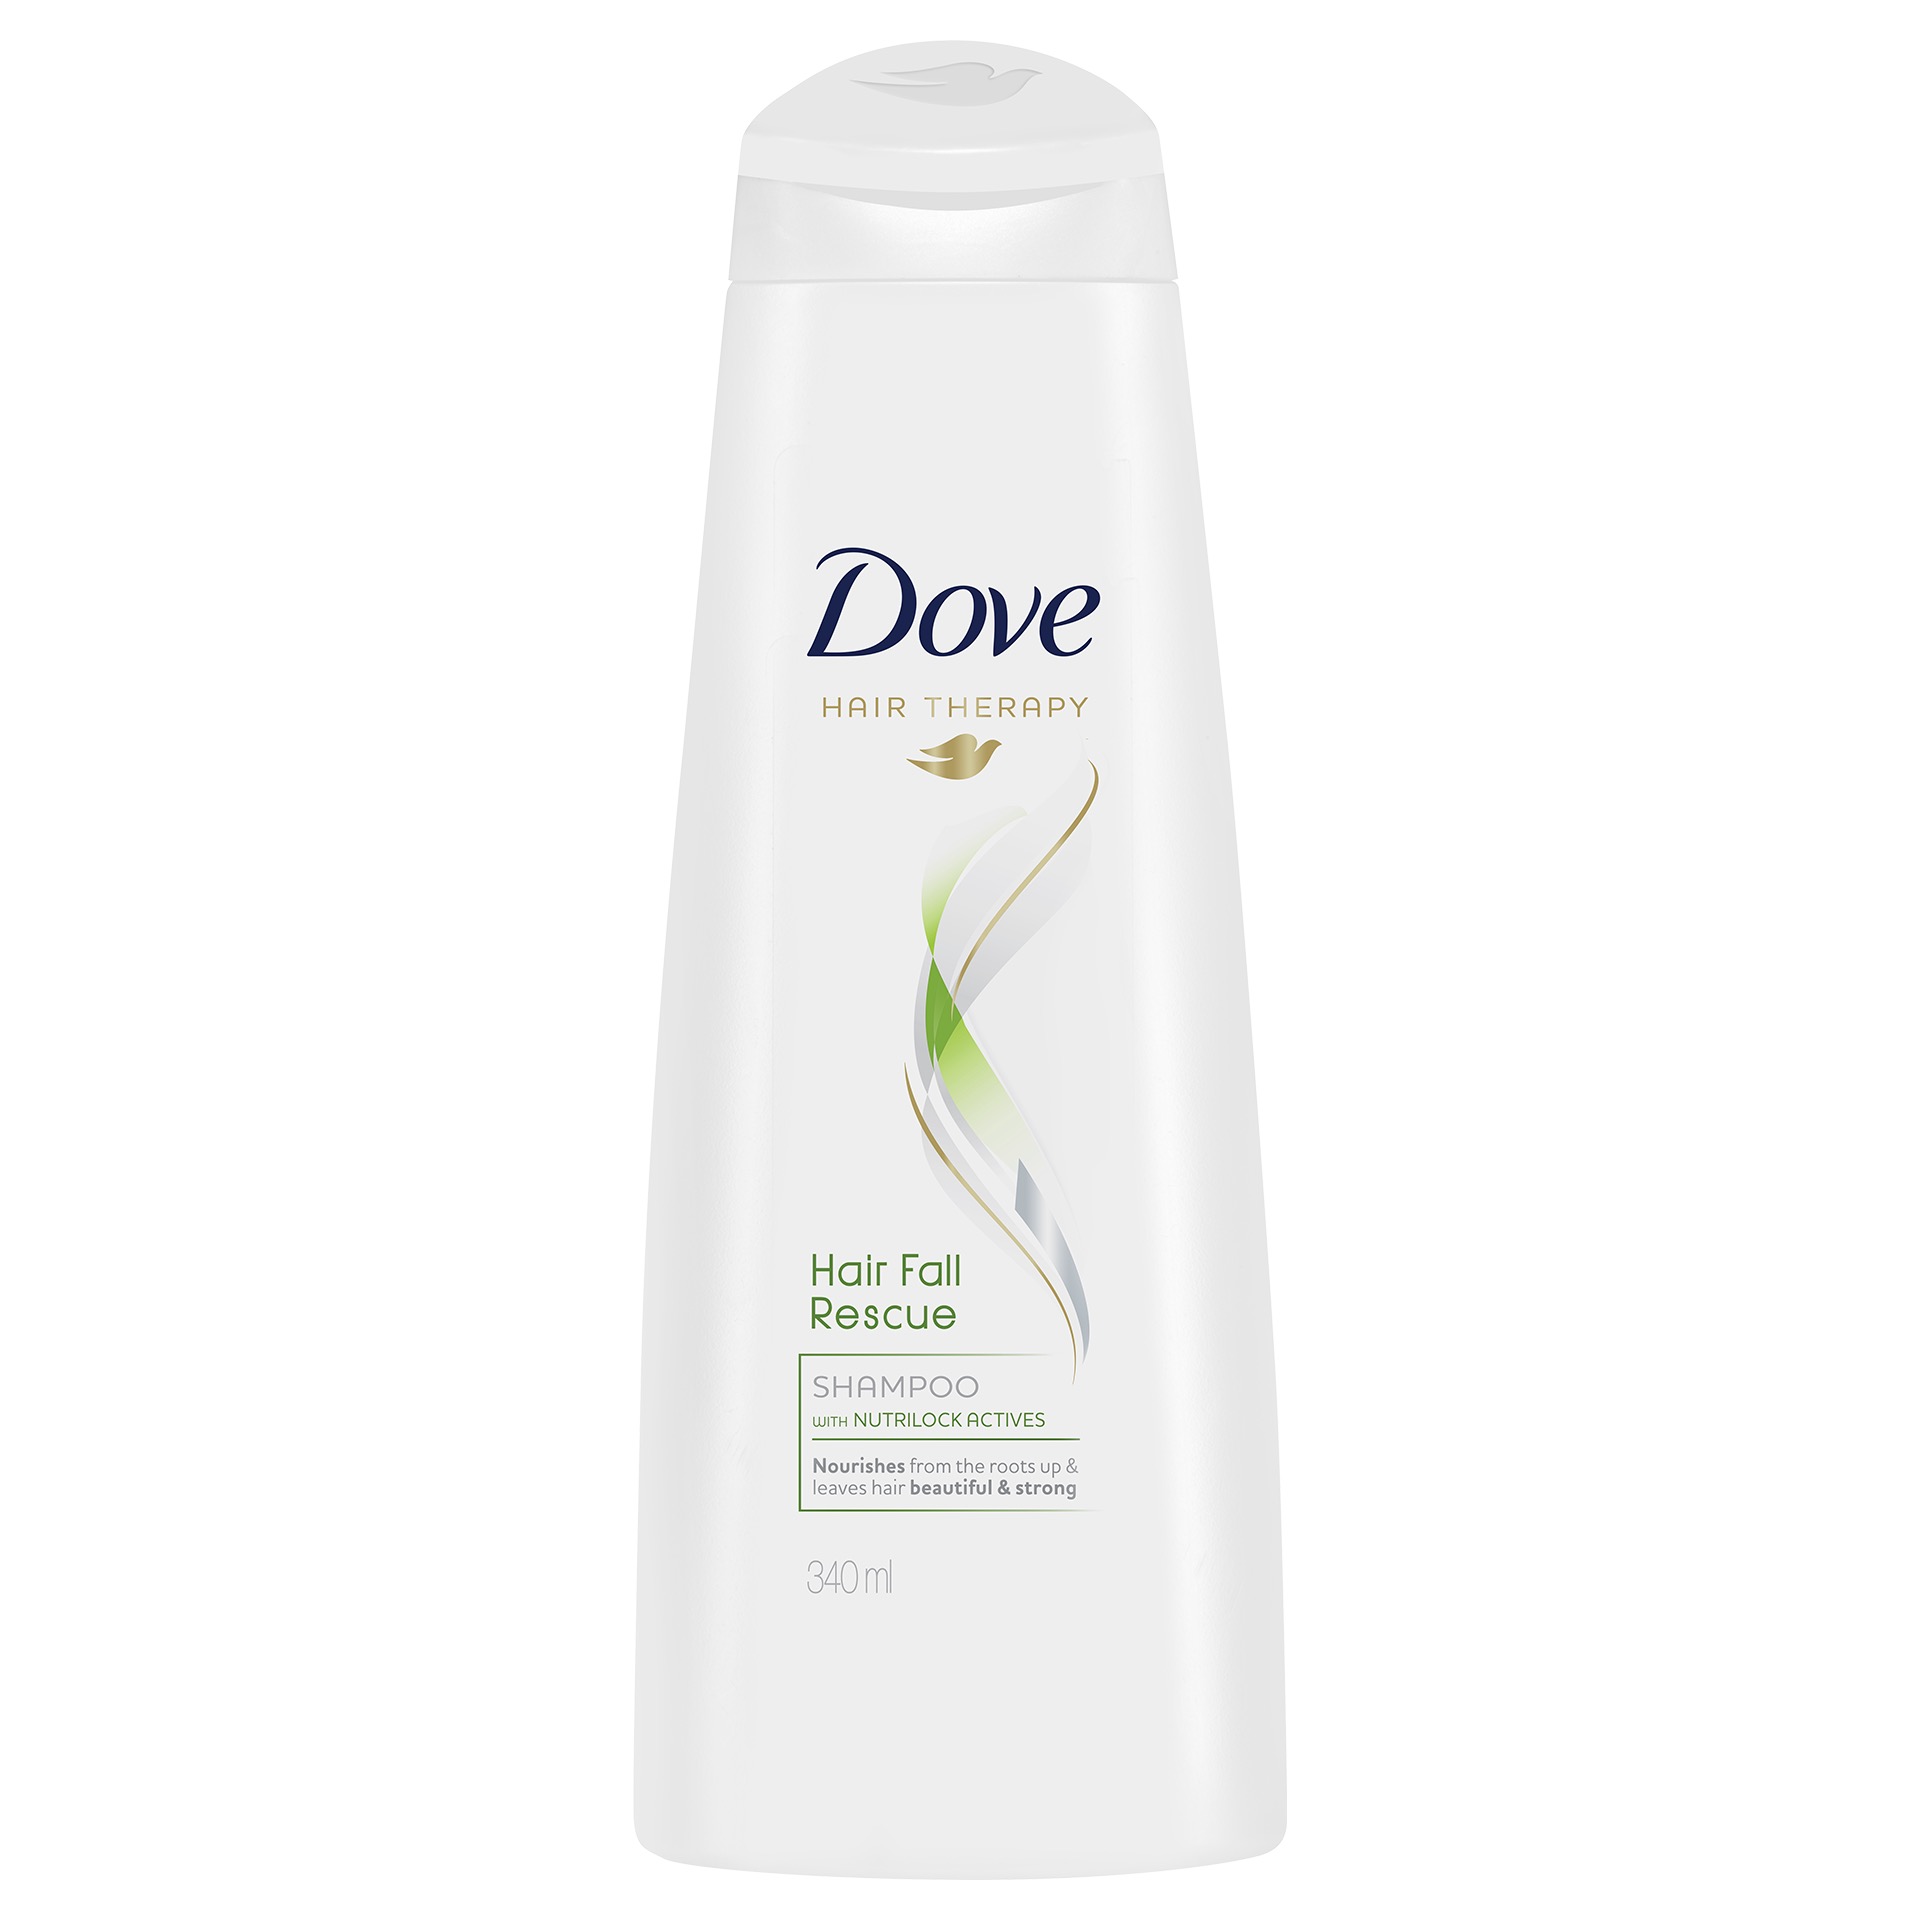 Dove
HAIR THERAPY
Hair Fall
Rescue
SHAMPOO
WITH NUTRILOCK ACTIVES
Nourishes from the roots up &
leaves hair beautiful & strong
340 ml